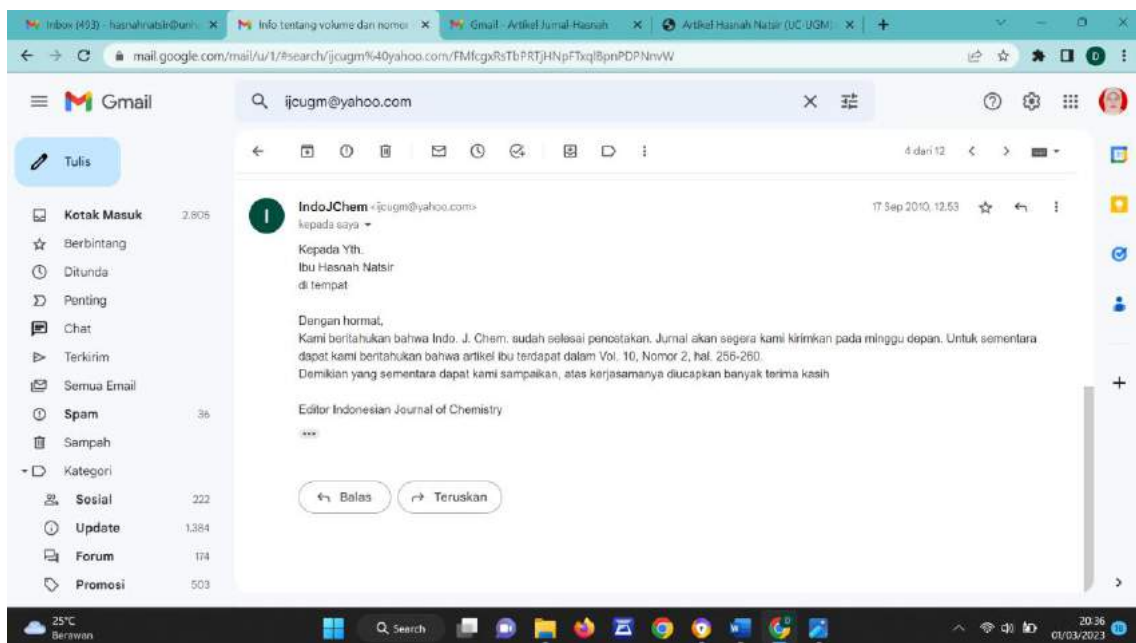 Inbox (493) - hasnahnatsir@unh
Info tentang volume dan nomor
Gmail - Artikel Jurnal-Hasnah
Artikel Hasnah Natsir (UC-UGM)
mail.google.com/mail/u/1/#search/ijcugm%40yahoo.com/
Gmail
ijcugm@yahoo.com
Tulis
4 dari 12
Kotak Masuk 2.805
Berbintang
Ditunda
Penting
Chat
Terkirim
Semua Email
Spam 36
Sampah
Kategori
Sosial 222
Update 1.384
Forum 174
Promosi 503
IndoJChem <ijcugm@yahoo.com>
17 Sep 2010, 12.53
kepada saya
Kepada Yth.
Ibu Hasnah Natsir
di tempat
Dengan hormat,
Kami beritahukan bahwa Indo. J. Chem. sudah selesai pencetakan. Jurnal akan segera kami kirimkan pada minggu depan. Untuk sementara
dapat kami beritahukan bahwa artikel ibu terdapat dalam Vol. 10, Nomor 2, hal. 256-260.
Demikian yang sementara dapat kami sampaikan, atas kerjasamanya diucapkan banyak terima kasih
Editor Indonesian Journal of Chemistry
Balas
Teruskan
25°C
Berawan
Search
20:36
01/03/2023